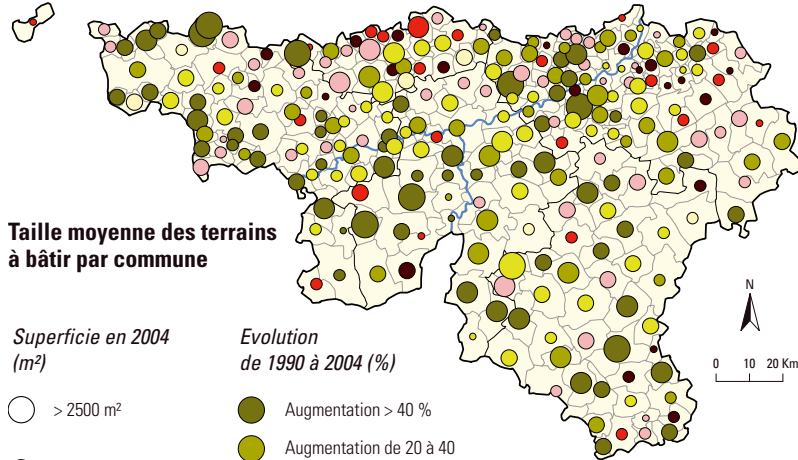 Taille moyenne des terrains
à bâtir par commune
Superficie en 2004
(m²)
> 2500 m²
Evolution
de 1990 à 2004 (%)
Augmentation > 40 %
Augmentation de 20 à 40
N
0 10 20 Km